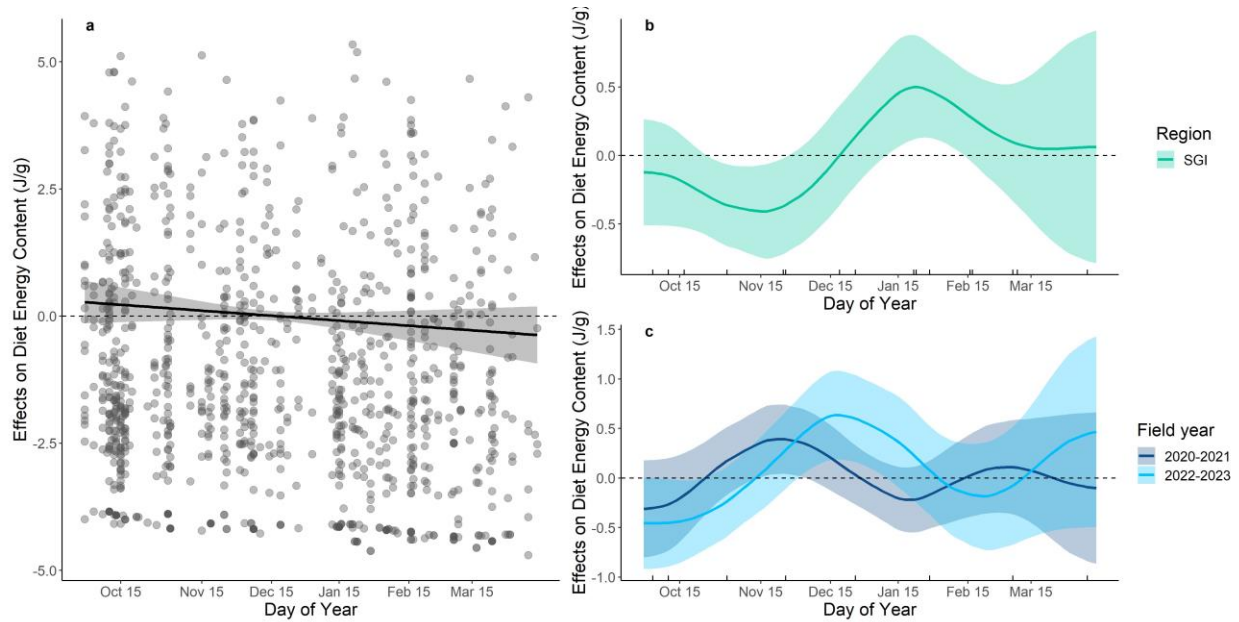 a
Effects on Diet Energy Content (J/g)
5.0
2.5
0.0
-2.5
-5.0
Oct 15 Nov 15 Dec 15 Jan 15 Feb 15 Mar 15
Day of Year
b
Effects on Diet Energy Content (J/g)
0.5
0.0
-0.5
Oct 15 Nov 15 Dec 15 Jan 15 Feb 15 Mar 15
Day of Year
Region
SGI
c
Effects on Diet Energy Content (J/g)
1.5
1.0
0.5
0.0
-0.5
-1.0
Oct 15 Nov 15 Dec 15 Jan 15 Feb 15 Mar 15
Day of Year
Field year
2020-2021
2022-2023